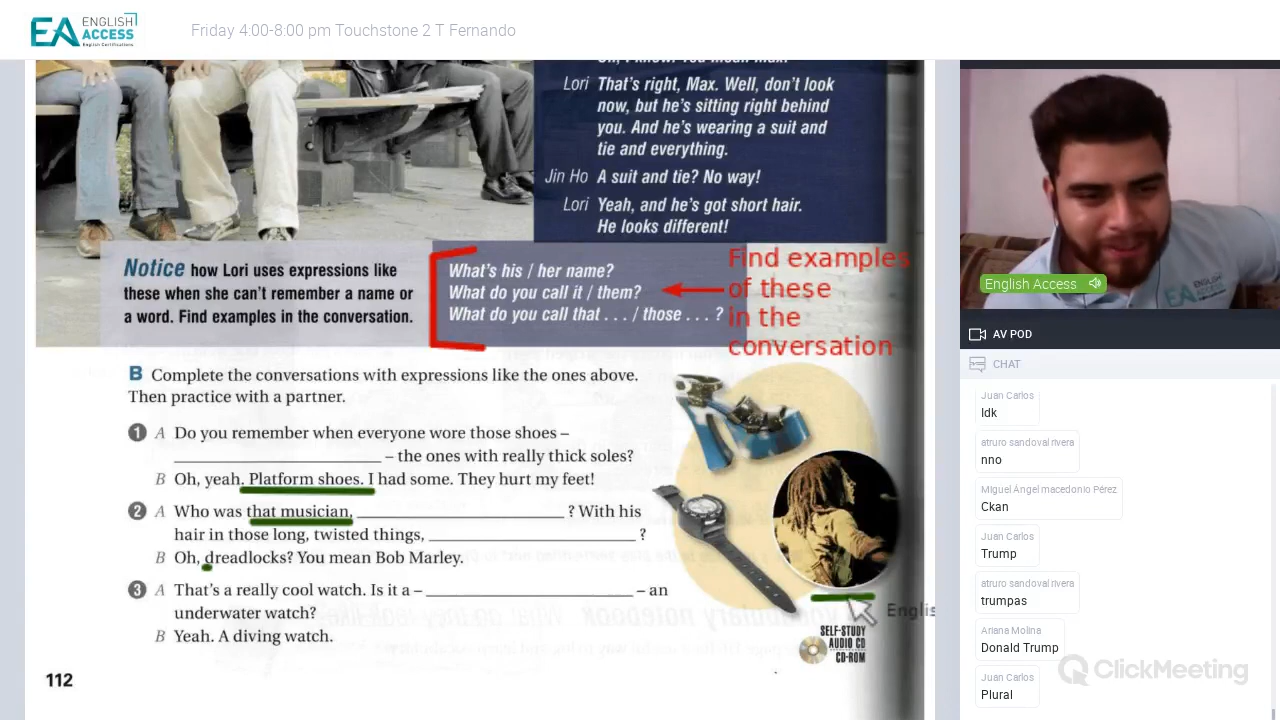 ENGLISH
ACCESS
English Certifications
Friday 4:00-8:00 pm Touchstone 2 T Fernando
Lori That's right, Max. Well, don't look
now, but he's sitting right behind
you. And he's wearing a suit and
tie and everything.
Jin Ho A suit and tie? No way!
Lori Yeah, and he's got short hair.
He looks different!
Notice how Lori uses expressions like
these when she can't remember a name or
a word. Find examples in the conversation.
What's his / her name?
What do you call it / them?
What do you call that . . . / those . . . ?
Find examples
of these
in the
conversation
B Complete the conversations with expressions like the ones above.
Then practice with a partner.
1 A Do you remember when everyone wore those shoes –
____________________ – the ones with really thick soles?
B Oh, yeah. Platform shoes. I had some. They hurt my feet!
2 A Who was that musician, ____________________ ? With his
hair in those long, twisted things, ____________________ ?
B Oh, dreadlocks? You mean Bob Marley.
3 A That's a really cool watch. Is it a – ____________________ – an
underwater watch?
B Yeah. A diving watch.
SELF-STUDY
AUDIO CD
CD-ROM
112
English Access
AV POD
CHAT
Juan Carlos
Idk
atruro sandoval rivera
nno
Miguel Ángel macedonio Pérez
Ckan
Juan Carlos
Trump
atruro sandoval rivera
trumpas
Ariana Molina
Donald Trump
Juan Carlos
Plural
ClickMeeting